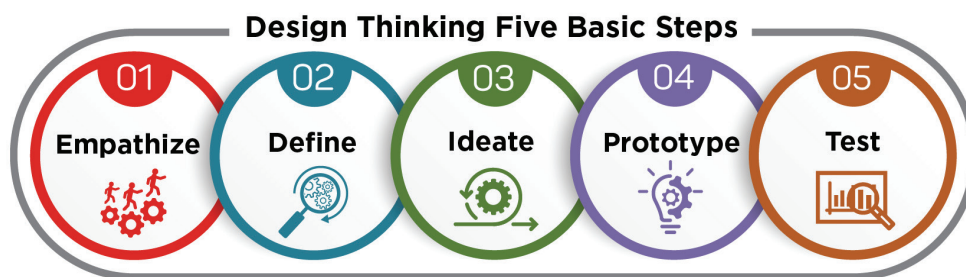 Design Thinking Five Basic Steps
01
Empathize
02
Define
03
Ideate
04
Prototype
05
Test